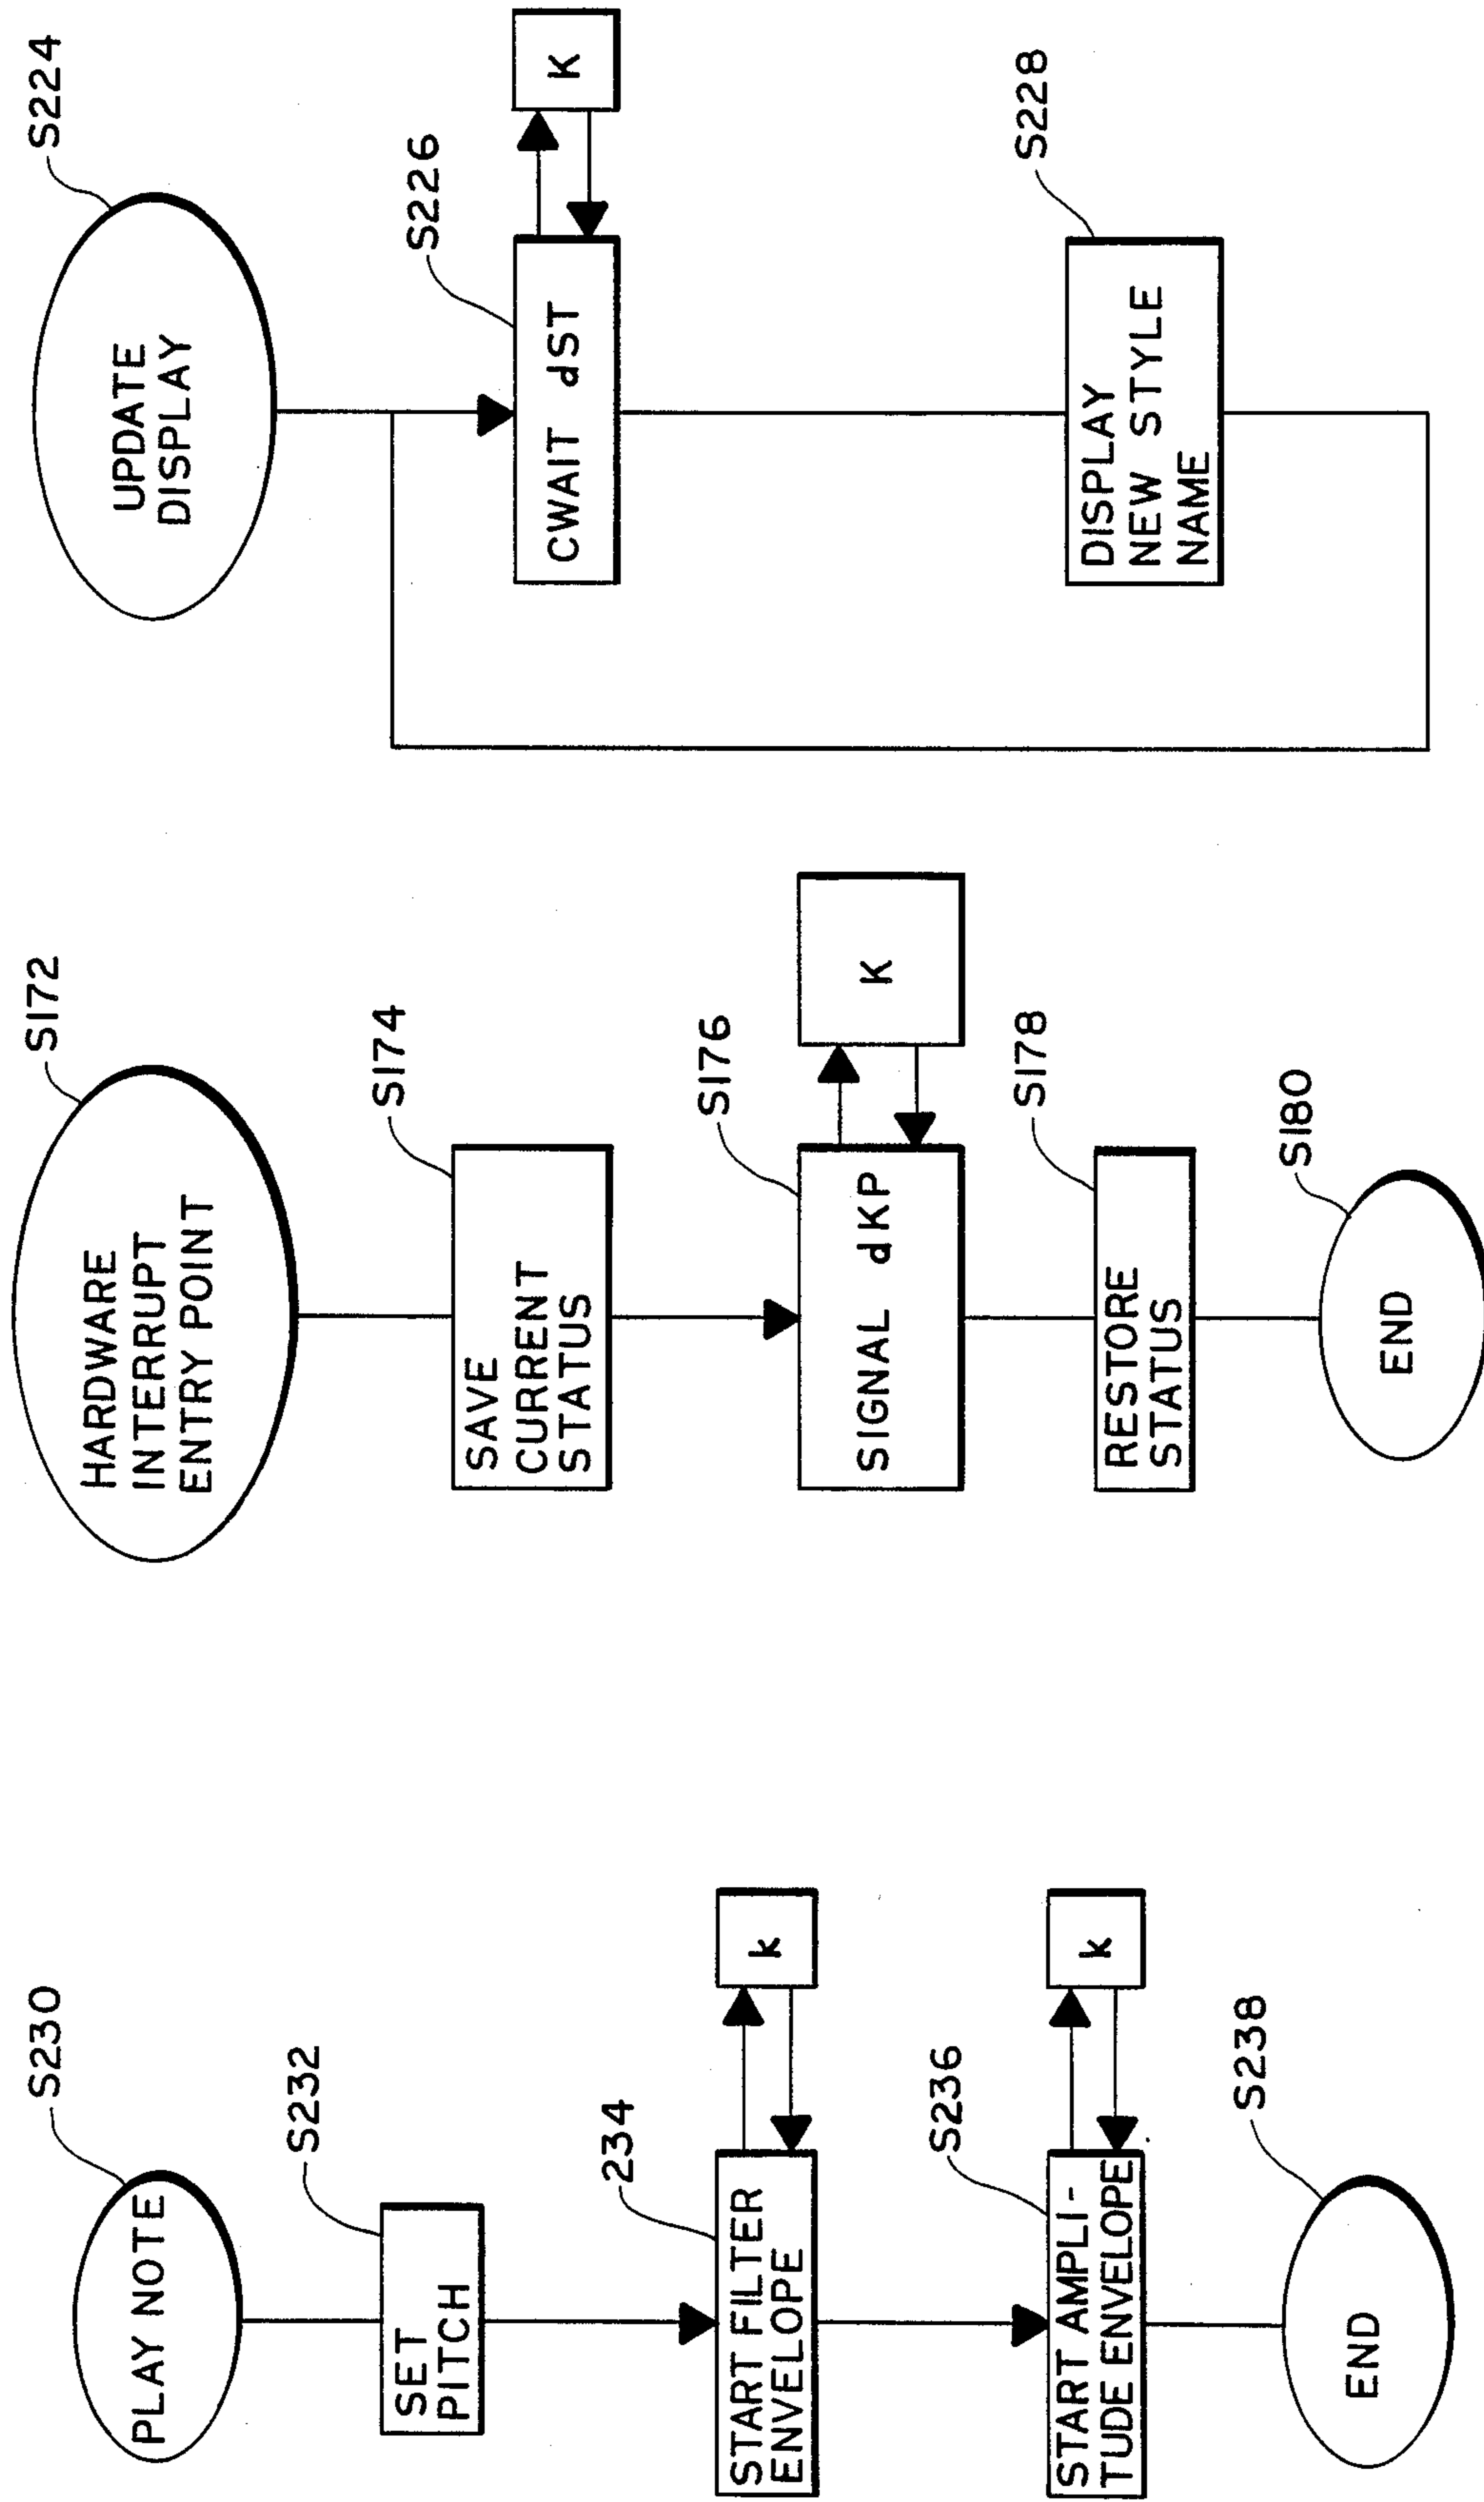 S230
PLAY NOTE
S232
SET
PITCH
234
START FILTER
ENVELOPE
k
S236
START AMPLI-
TUDE ENVELOPE
k
S238
END
S172
HARDWARE
INTERRUPT
ENTRY POINT
S174
SAVE
CURRENT
STATUS
S176
SIGNAL dKP
K
S178
RESTORE
STATUS
S180
END
S224
UPDATE
DISPLAY
S226
CWAIT dST
K
S228
DISPLAY
NEW STYLE
NAME